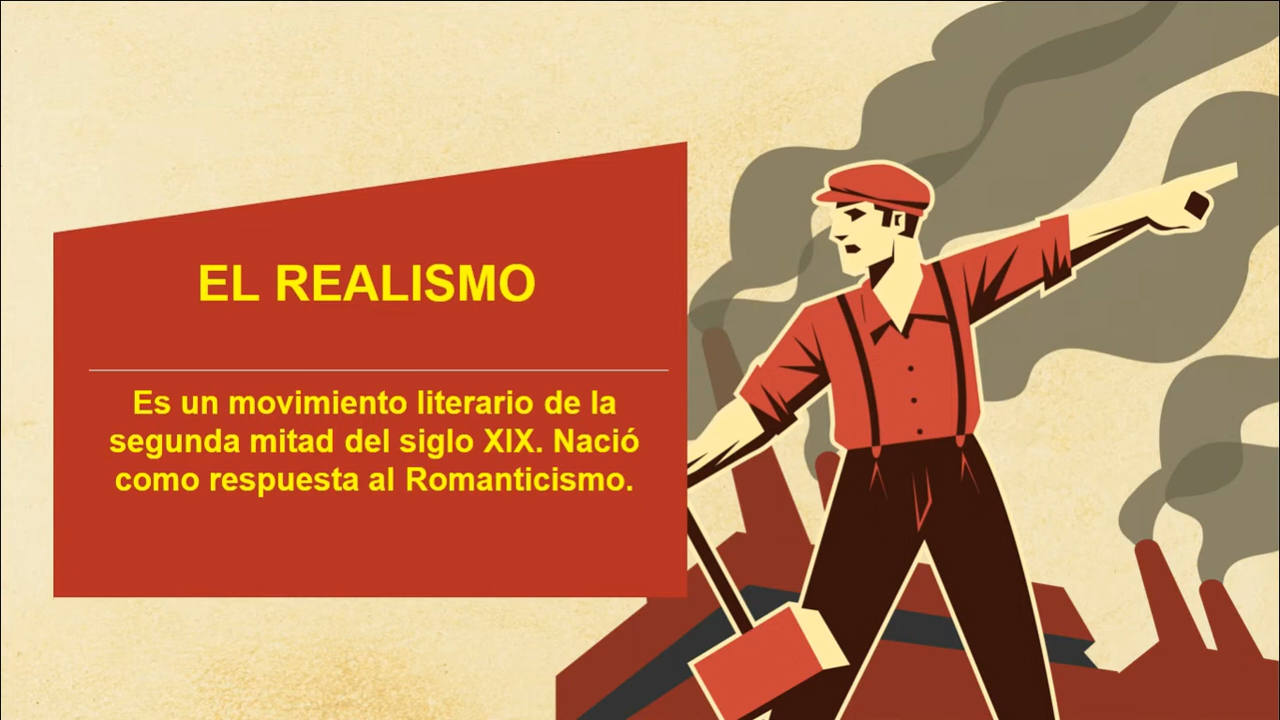 EL REALISMO
Es un movimiento literario de la
segunda mitad del siglo XIX. Nació
como respuesta al Romanticismo.